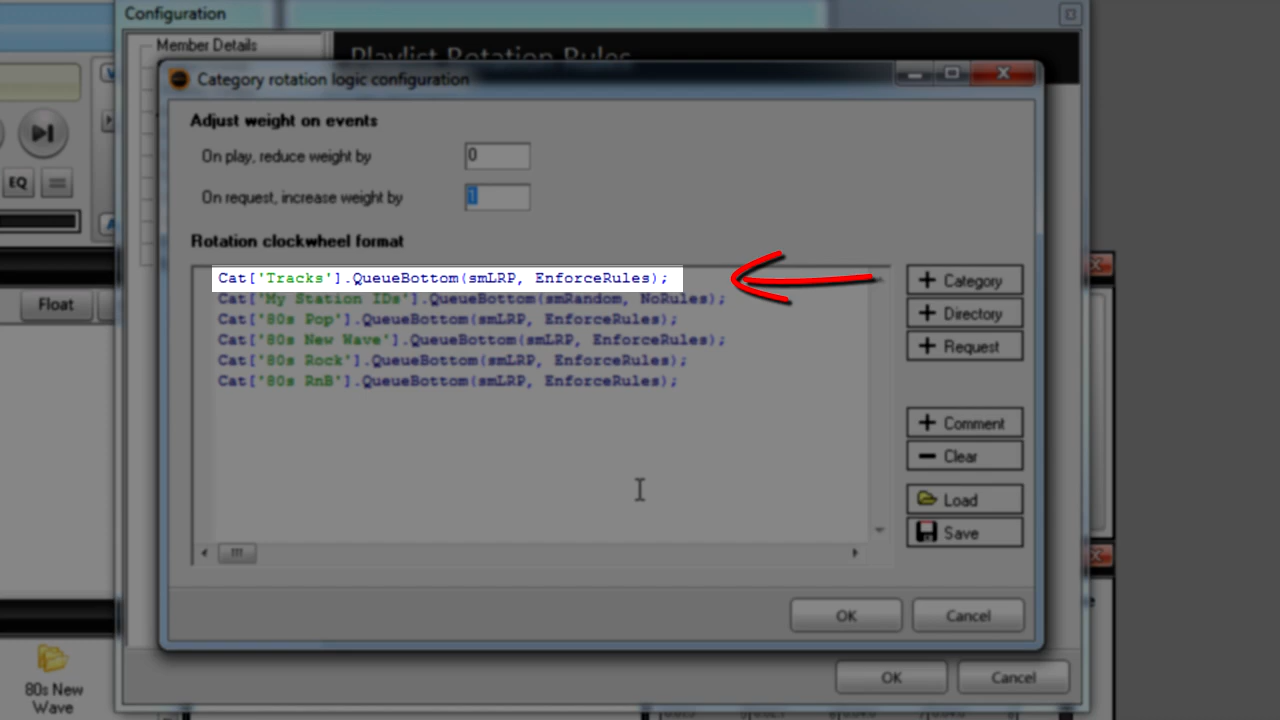 Configuration
Member Details
Playlist Rotation Rules
Category rotation logic configuration
Adjust weight on events
On play, reduce weight by
0
On request, increase weight by
1
Rotation clockwheel format
Cat['Tracks'].QueueBottom(smLRP, EnforceRules);
Cat['My Station IDs'].QueueBottom(smRandom, NoRules);
Cat['80s Pop'].QueueBottom(smLRP, EnforceRules);
Cat['80s New Wave'].QueueBottom(smLRP, EnforceRules);
Cat['80s Rock'].QueueBottom(smLRP, EnforceRules);
Cat['80s RnB'].QueueBottom(smLRP, EnforceRules);
Category
Directory
Request
Comment
Clear
Load
Save
OK
Cancel
OK
Cancel
EQ
Float
80s New
Wave